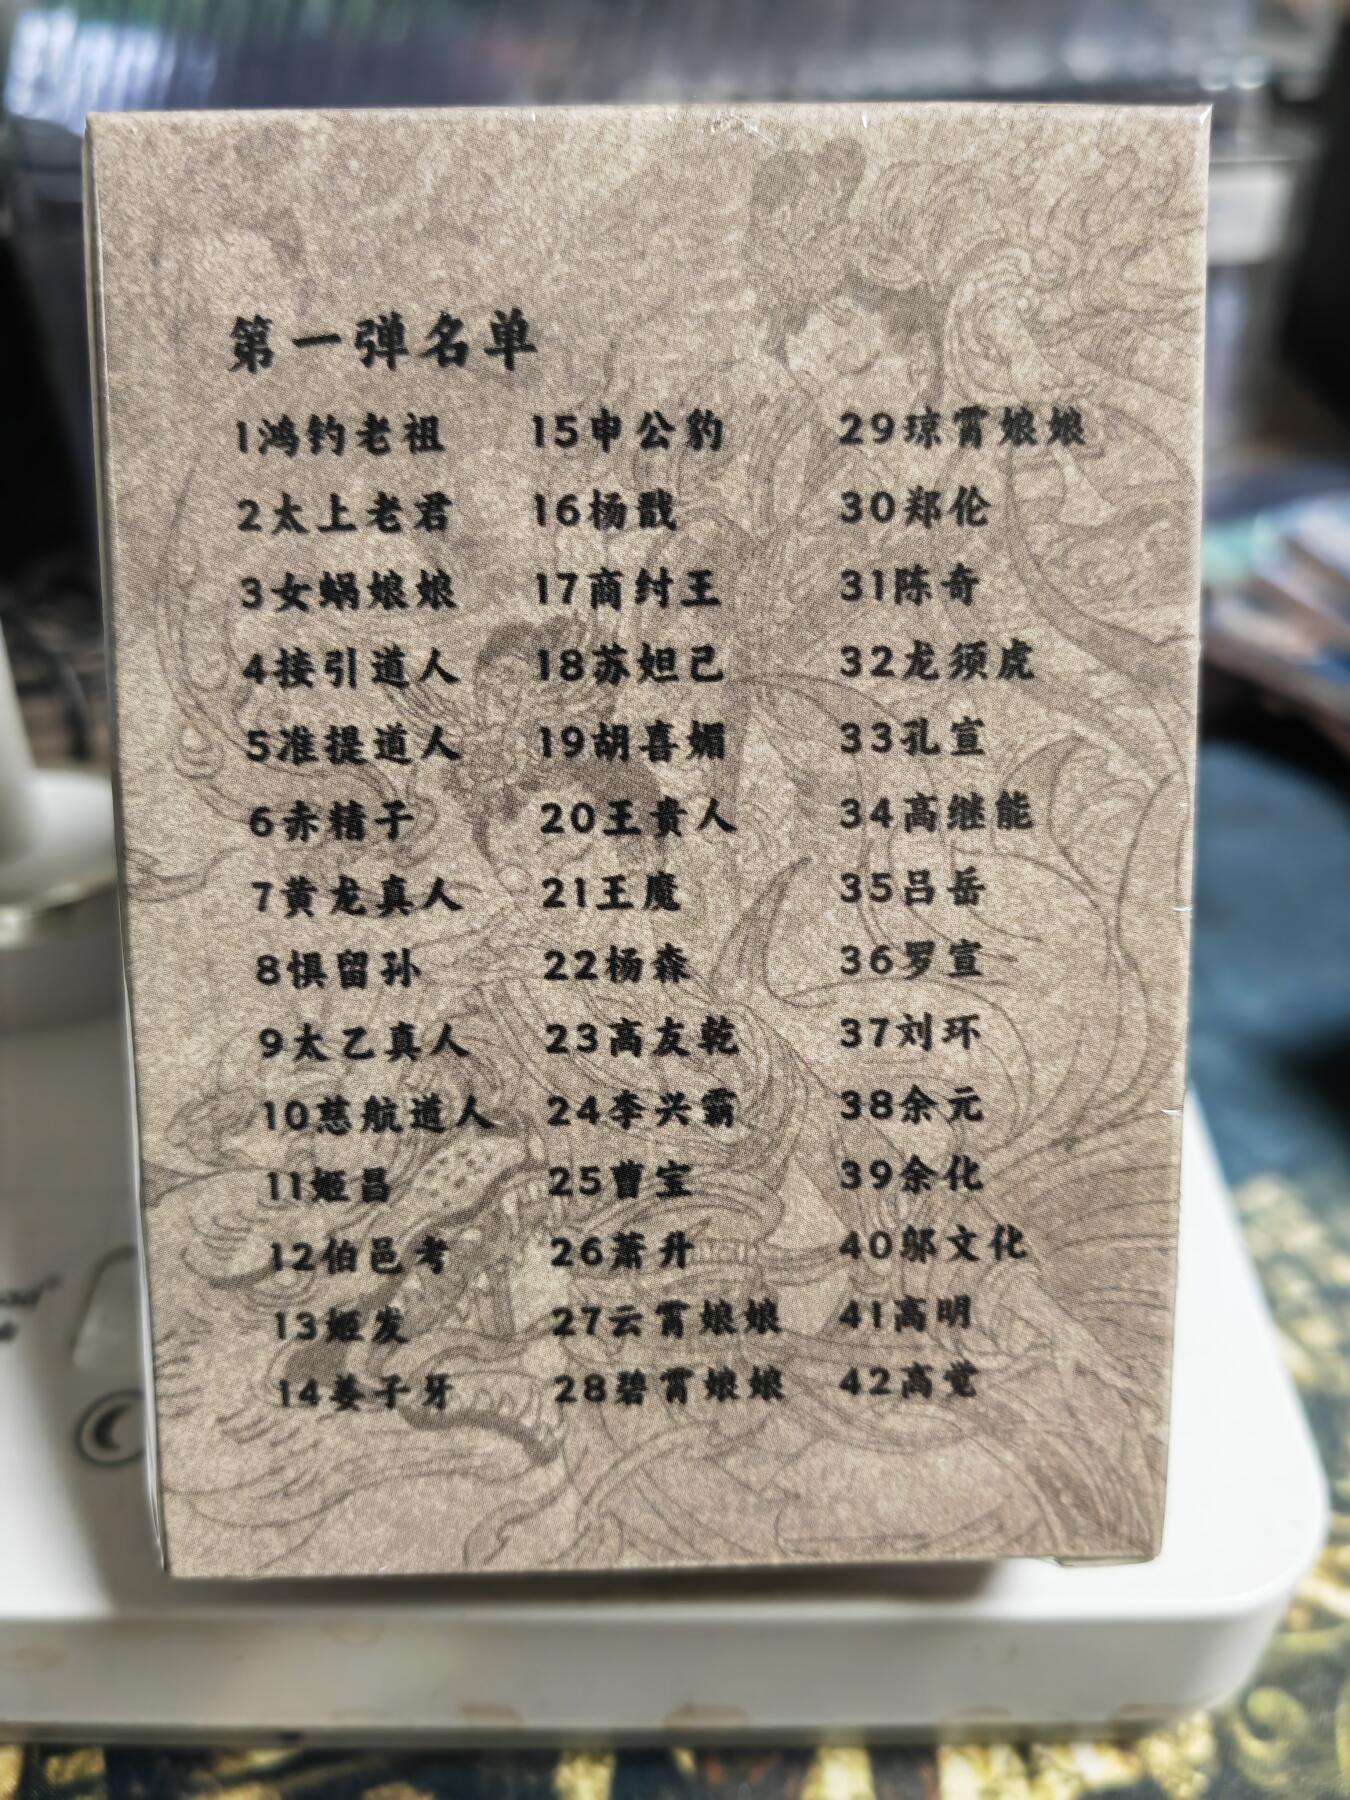 第一弹名单
1鸿钓老祖
2太上老君
3女蜗娘娘
4接引道人
5准提道人
6赤精子
7黄龙真人
8惧留孙
9太乙真人
10慈航道人
11姬昌
12伯邑考
13姬发
14姜子牙
15申公豹
16杨戬
17商纣王
18苏妲己
19胡喜媚
20王贵人
21王魔
22杨森
23高友乾
24李兴霸
25曹宝
26萧升
27云霄娘娘
28碧霄娘娘
29琼霄娘娘
30郑伦
31陈奇
32龙须虎
33孔宣
34高继能
35吕岳
36罗宣
37刘环
38余元
39余化
40邬文化
41高明
42高觉